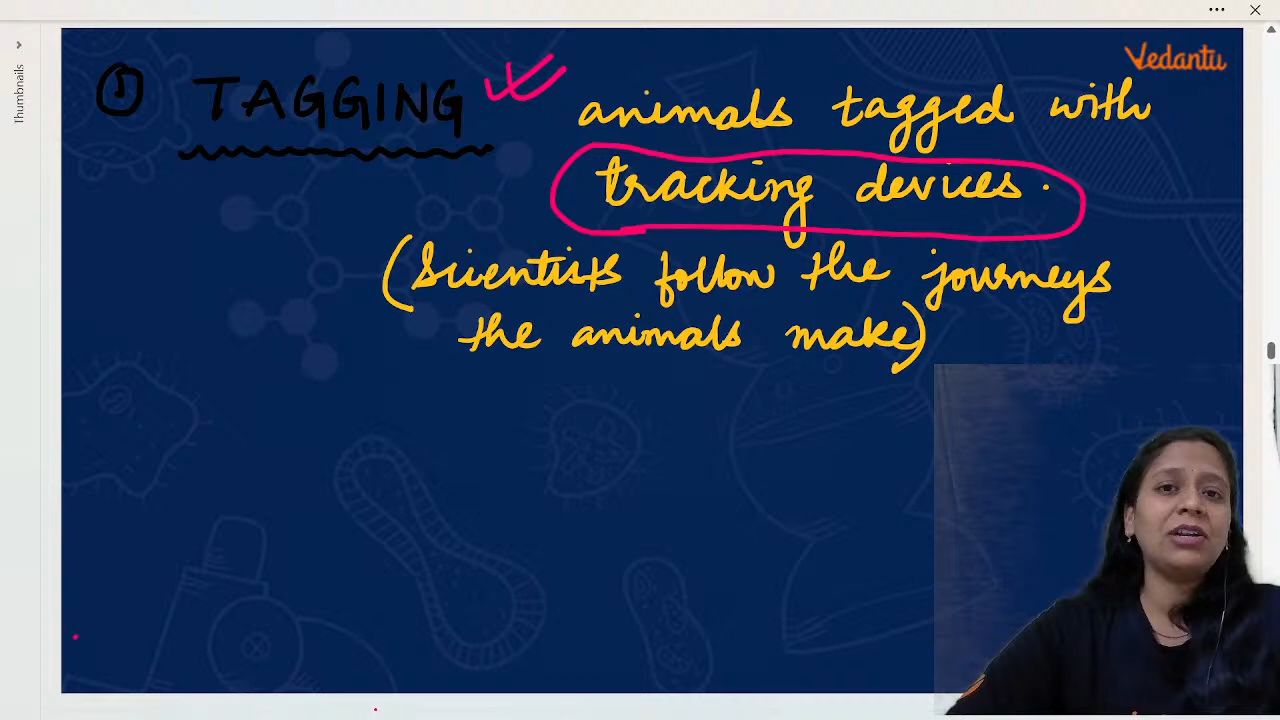 Thumbnails
Vedantu
① TAGGING
animals tagged with
tracking devices.
(Scientists follow the journeys
the animals make)